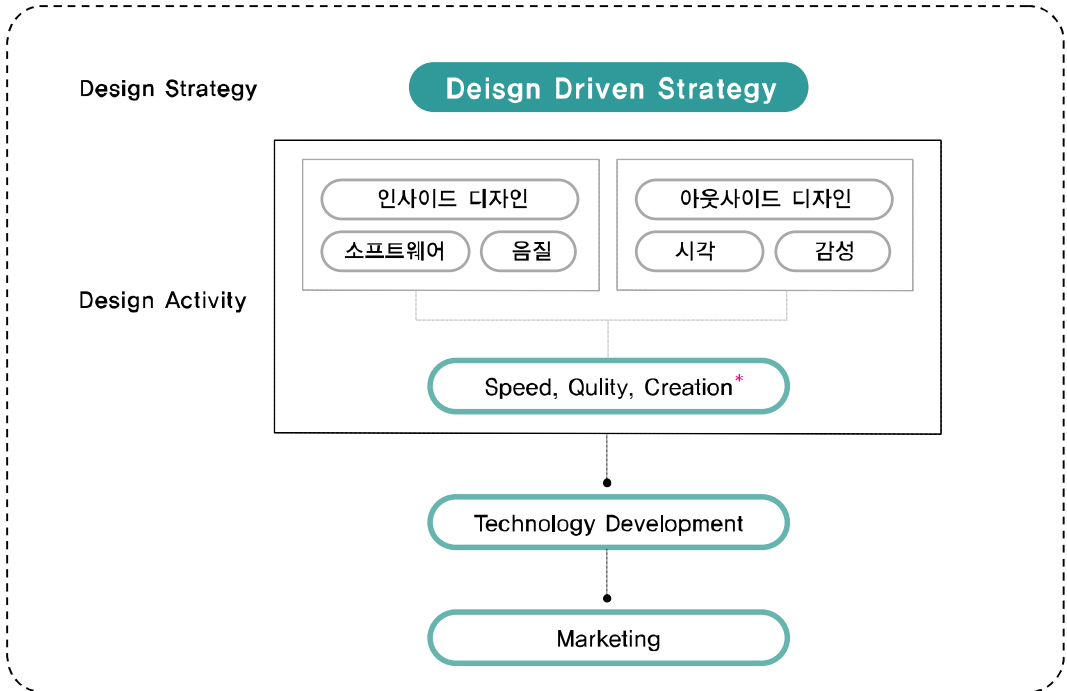 Design Strategy
Deisgn Driven Strategy
인사이드 디자인
아웃사이드 디자인
소프트웨어
음질
시각
감성
Design Activity
Speed, Qulity, Creation*
Technology Development
Marketing